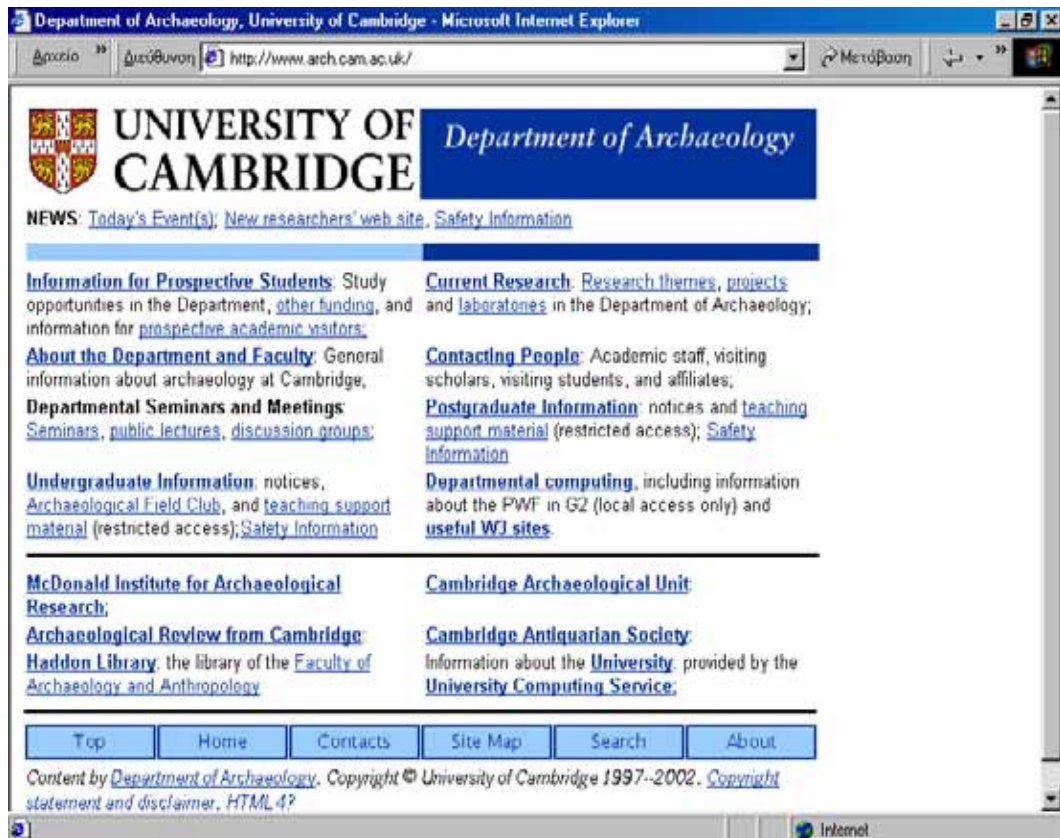 Department of Archaeology, University of Cambridge - Microsoft Internet Explorer
Αρχείο » Διεύθυνση http://www.arch.cam.ac.uk/ Μετάβαση »
UNIVERSITY OF
CAMBRIDGE
Department of Archaeology
NEWS: Today's Event(s); New researchers' web site, Safety Information
Information for Prospective Students: Study
opportunities in the Department, other funding, and
information for prospective academic visitors;
Current Research: Research themes, projects
and laboratories in the Department of Archaeology;
About the Department and Faculty: General
information about archaeology at Cambridge;
Contacting People: Academic staff, visiting
scholars, visiting students, and affiliates;
Departmental Seminars and Meetings:
Seminars, public lectures, discussion groups;
Postgraduate Information: notices and teaching
support material (restricted access); Safety
Information
Undergraduate Information: notices,
Archaeological Field Club, and teaching support
material (restricted access);Safety Information
Departmental computing, including information
about the PWF in G2 (local access only) and
useful WJ sites.
McDonald Institute for Archaeological
Research;
Cambridge Archaeological Unit:
Archaeological Review from Cambridge:
Cambridge Antiquarian Society:
Haddon Library: the library of the Faculty of
Archaeology and Anthropology
Information about the University: provided by the
University Computing Service;
Top Home Contacts Site Map Search About
Content by Department of Archaeology. Copyright © University of Cambridge 1997--2002. Copyright
statement and disclaimer. HTML 4?
Internet